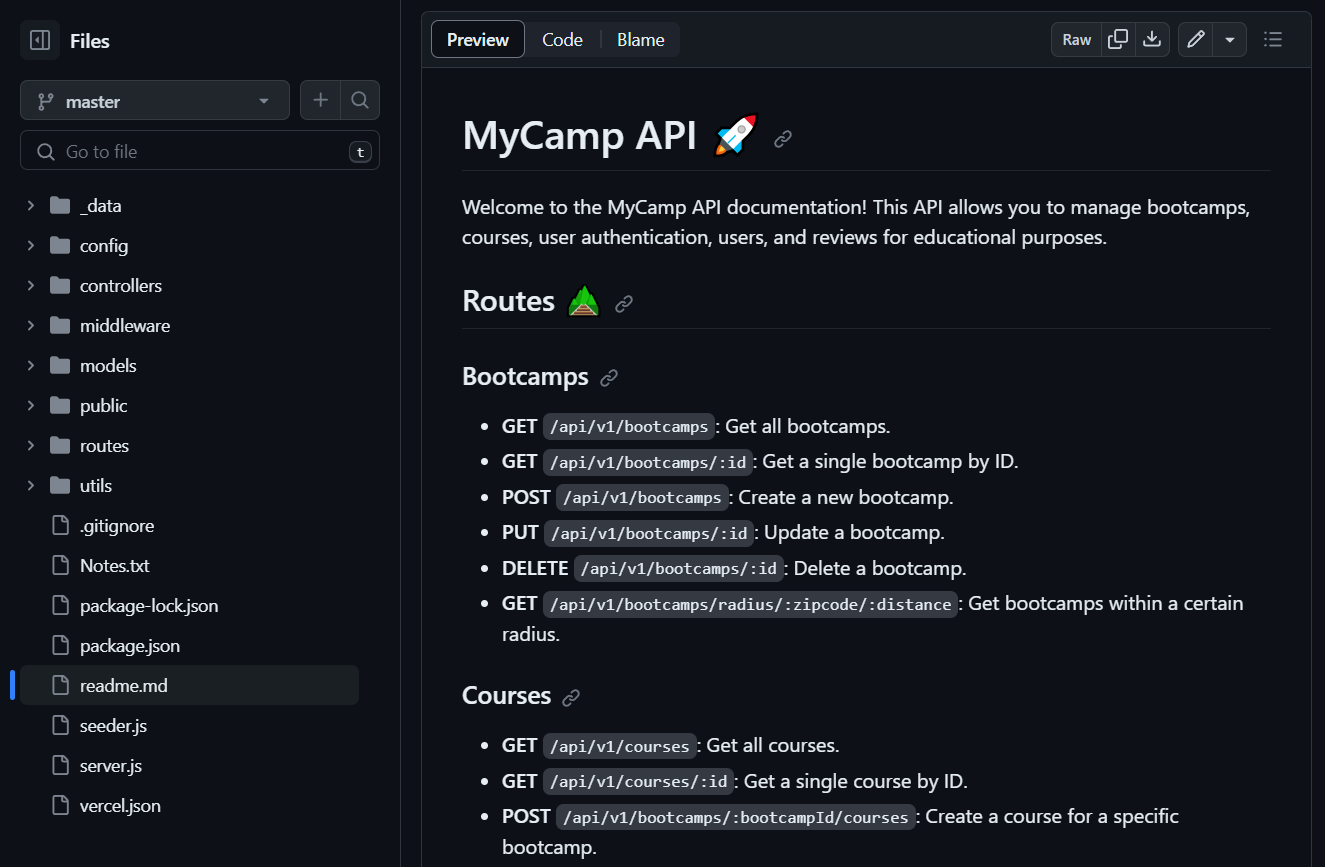 Files
master
Go to file
t
_data
config
controllers
middleware
models
public
routes
utils
.gitignore
Notes.txt
package-lock.json
package.json
readme.md
seeder.js
server.js
vercel.json
Preview
Code
Blame
Raw
MyCamp API 🚀
Welcome to the MyCamp API documentation! This API allows you to manage bootcamps,
courses, user authentication, users, and reviews for educational purposes.
Routes
Bootcamps
• GET /api/v1/bootcamps: Get all bootcamps.
• GET /api/v1/bootcamps/:id: Get a single bootcamp by ID.
• POST /api/v1/bootcamps: Create a new bootcamp.
• PUT /api/v1/bootcamps/:id: Update a bootcamp.
• DELETE /api/v1/bootcamps/:id: Delete a bootcamp.
• GET /api/v1/bootcamps/radius/:zipcode/:distance: Get bootcamps within a certain
radius.
Courses
• GET /api/v1/courses: Get all courses.
• GET /api/v1/courses/:id: Get a single course by ID.
• POST /api/v1/bootcamps/:bootcampId/courses: Create a course for a specific
bootcamp.